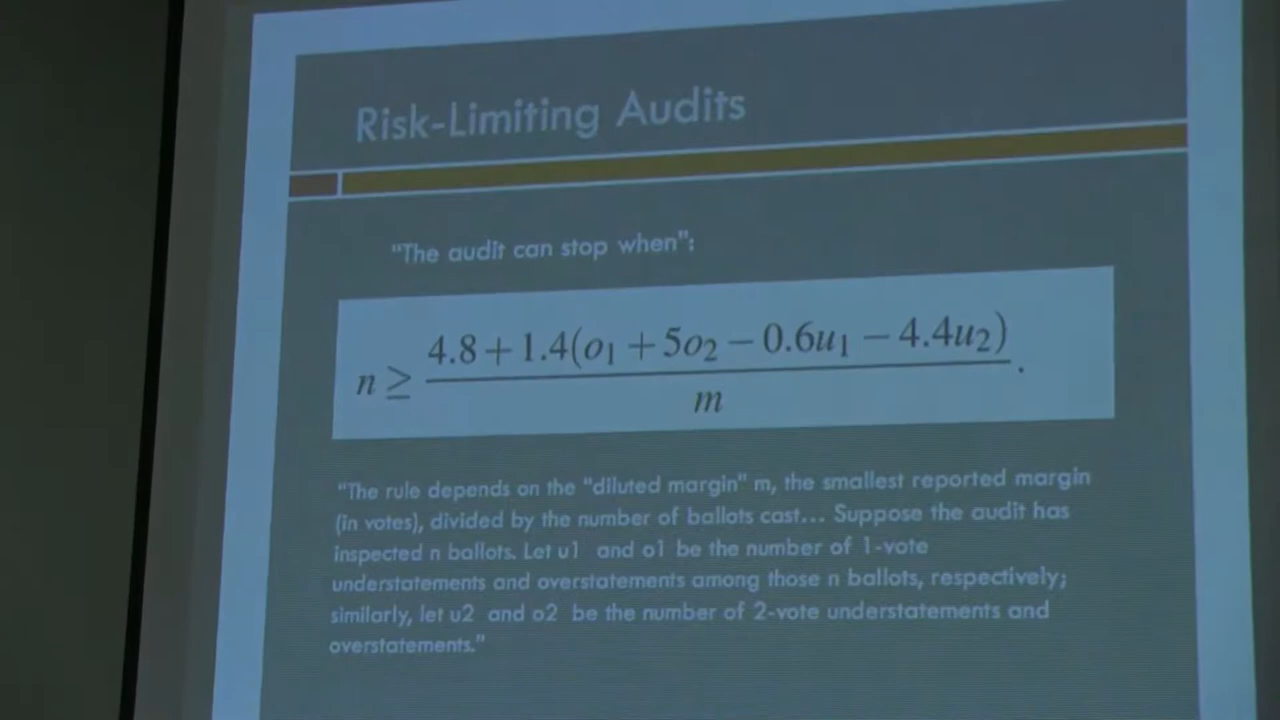 Risk-Limiting Audits
"The audit can stop when":
n ≥ 4.8 + 1.4(o₁ + 5o₂ − 0.6u₁ − 4.4u₂) / m .
"The rule depends on the "diluted margin" m, the smallest reported margin
(in votes), divided by the number of ballots cast... Suppose the audit has
inspected n ballots. Let u1 and o1 be the number of 1-vote
understatements and overstatements among those n ballots, respectively;
similarly, let u2 and o2 be the number of 2-vote understatements and
overstatements."